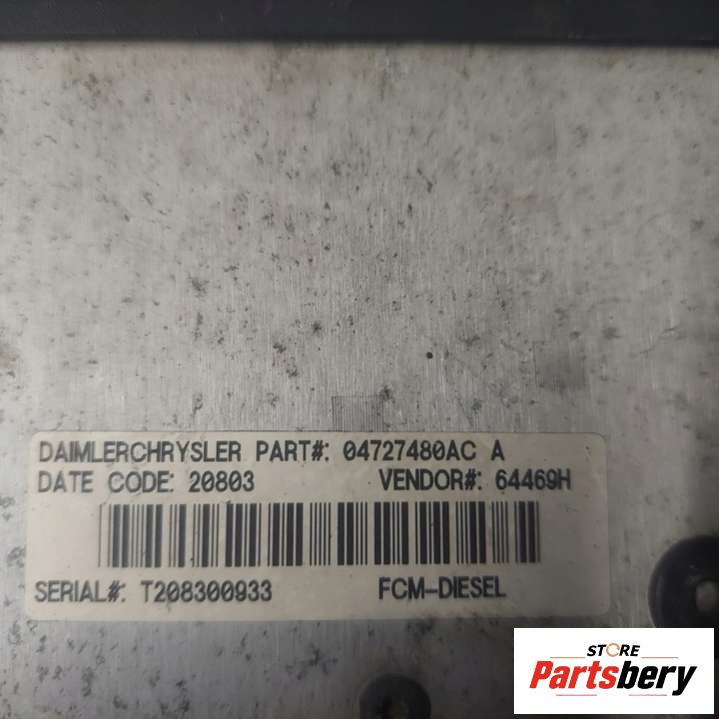 DAIMLERCHRYSLER PART#: 04727480AC A
DATE CODE: 20803 VENDOR#: 64469H
SERIAL#: T208300933 FCM-DIESEL
STORE
Partsbery